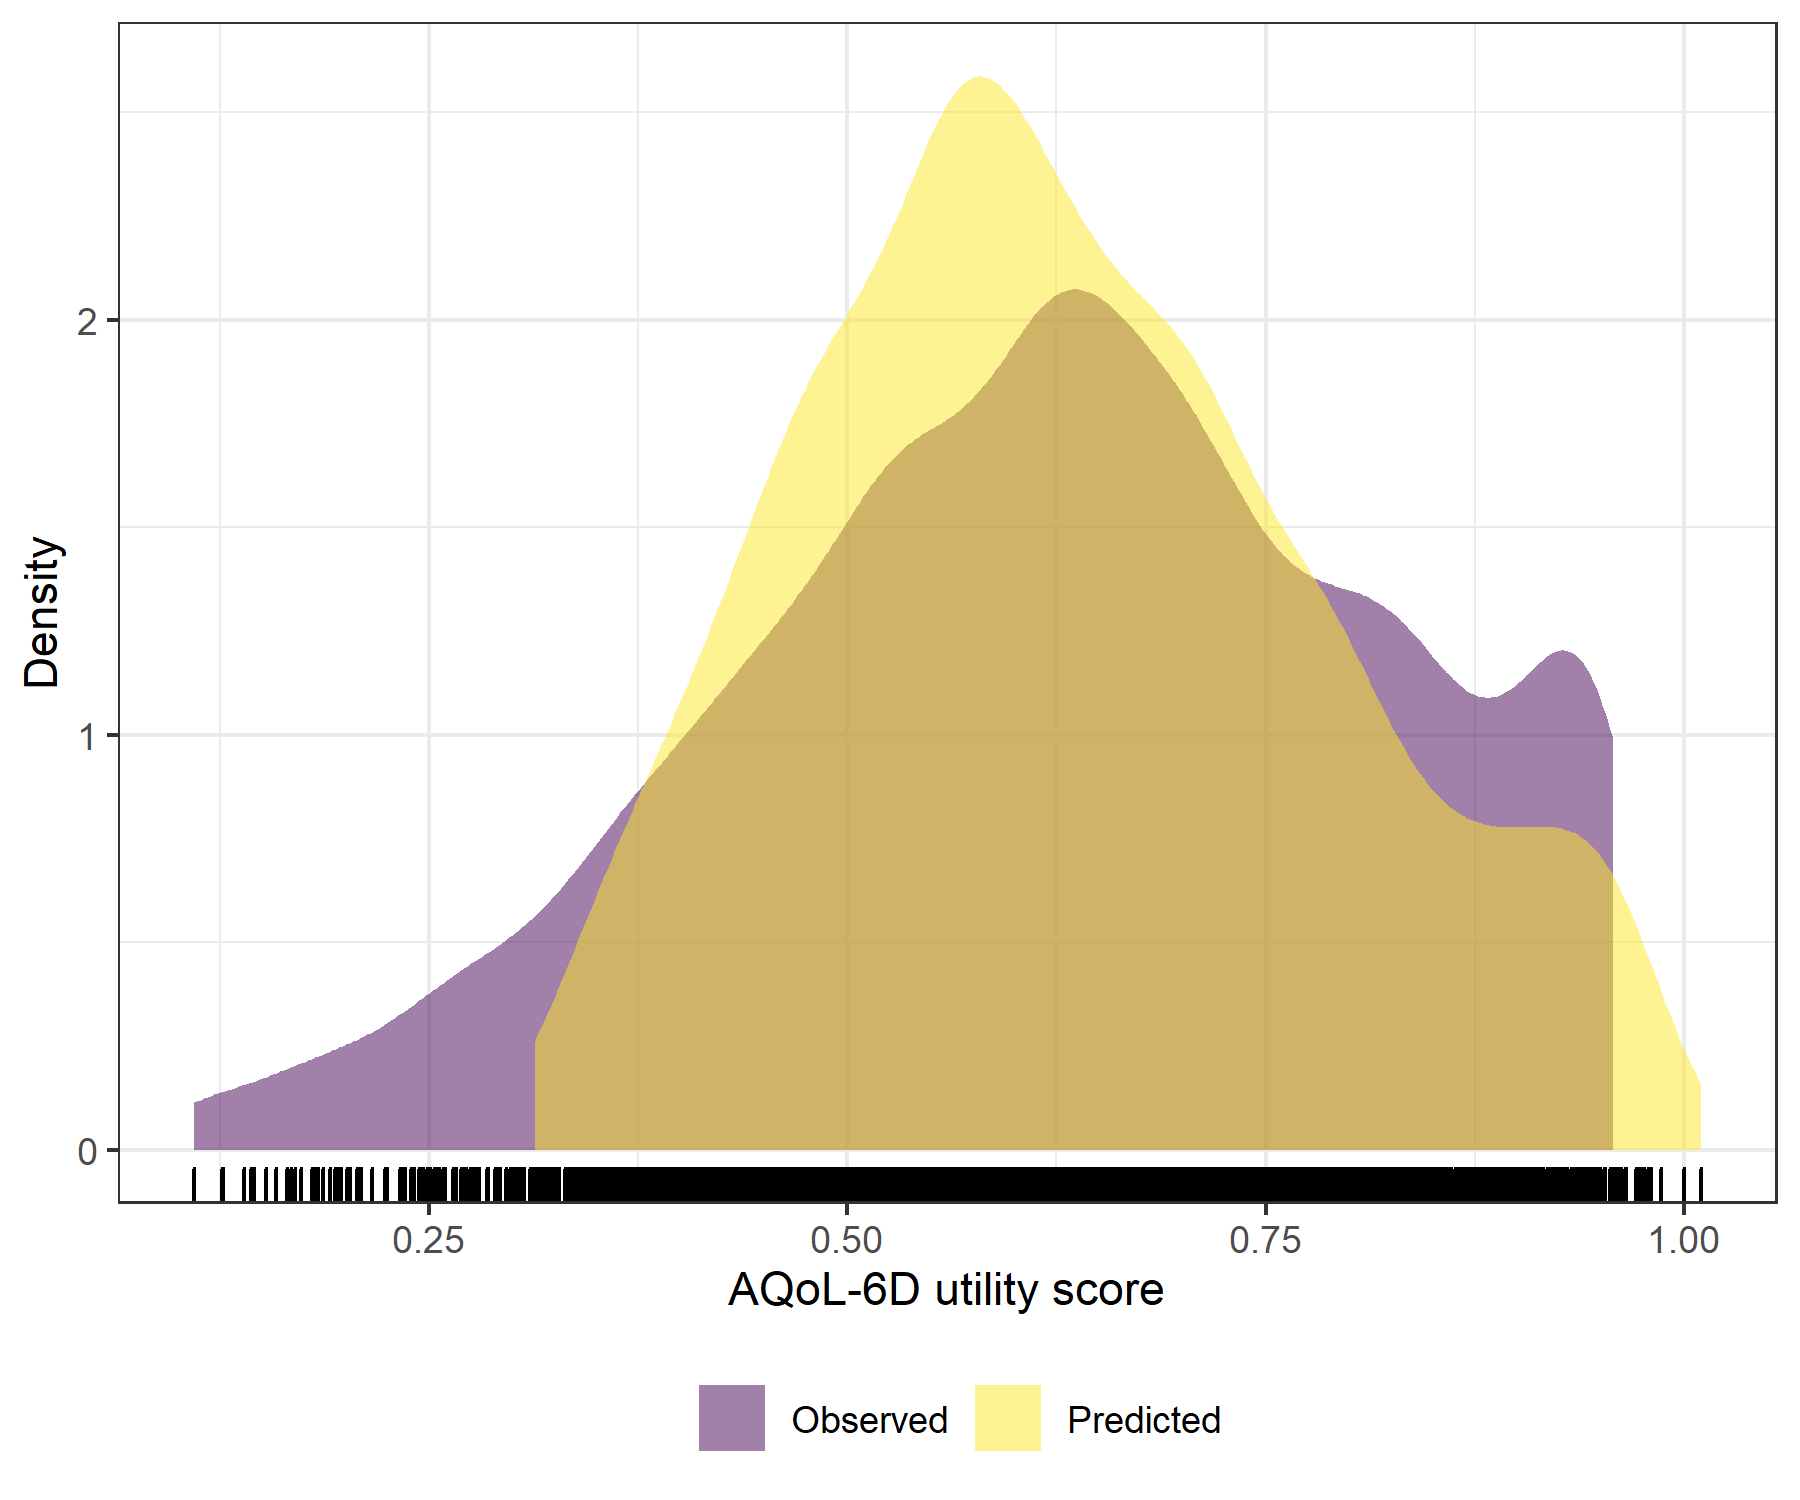 Density
2
1
0
0.25 0.50 0.75 1.00
AQoL-6D utility score
Observed Predicted